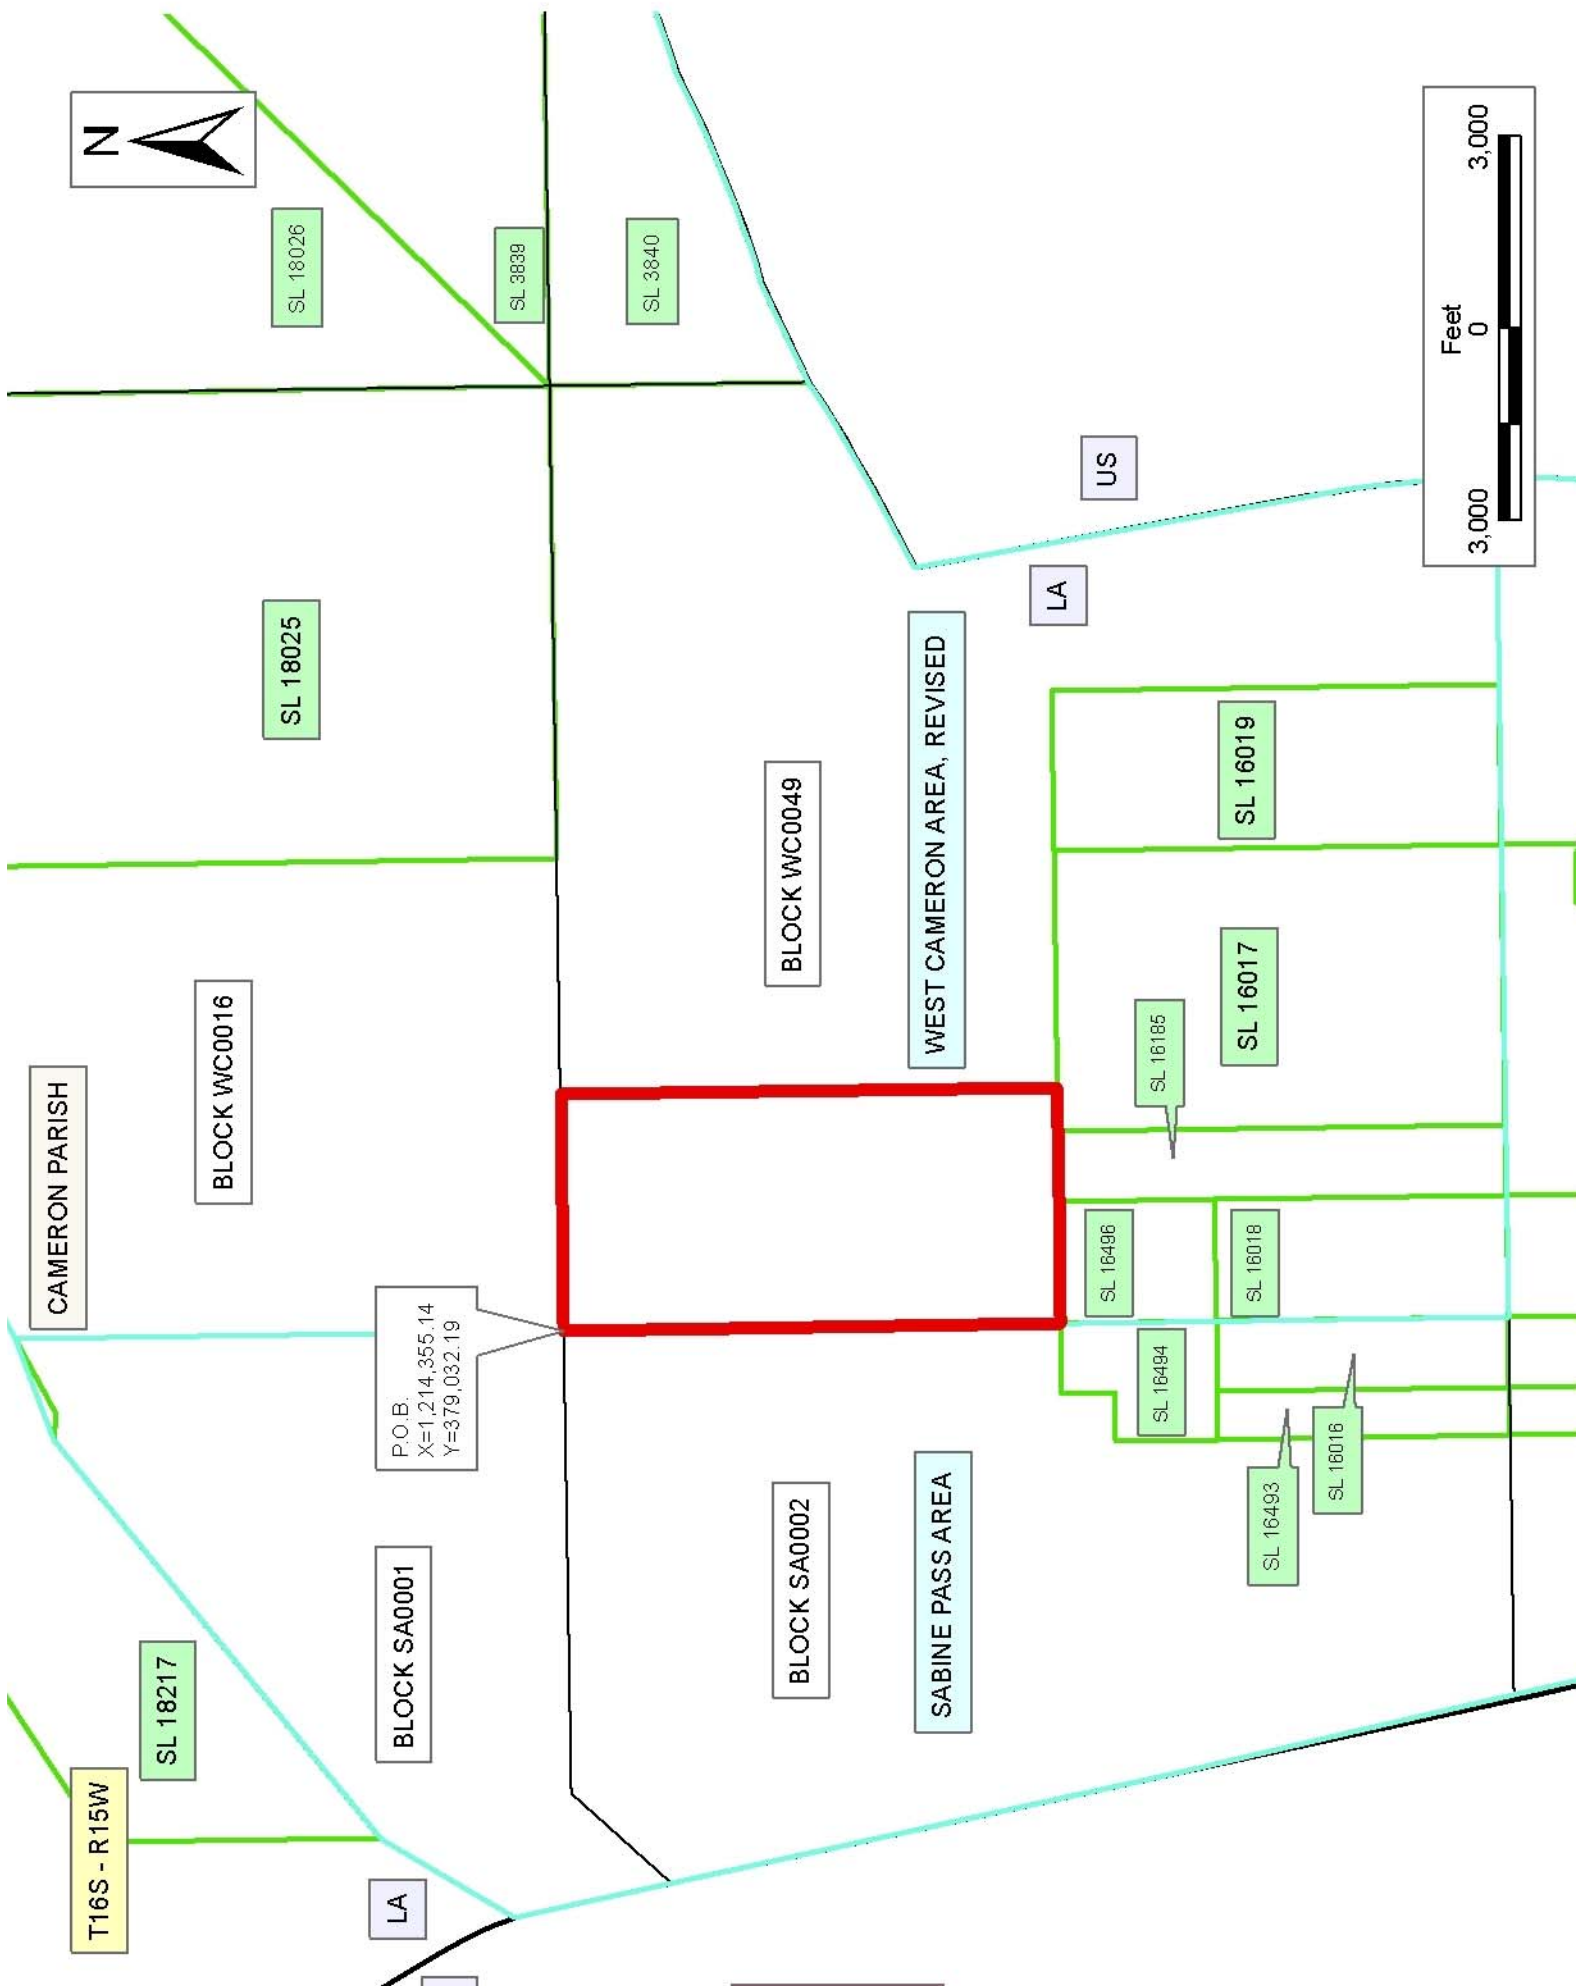 CAMERON PARISH
T16S - R15W
N
SL 18217
BLOCK WC0016
SL 18025
SL 18026
LA
BLOCK SA0001
P.O.B.
X=1,214,355.14
Y=379,032.19
SL 3839
SL 3840
BLOCK SA0002
BLOCK WC0049
SABINE PASS AREA
WEST CAMERON AREA, REVISED
LA
US
SL 16494
SL 16496
SL 16185
SL 16018
SL 16017
SL 16019
SL 16493
SL 16016
Feet
3,000 0 3,000